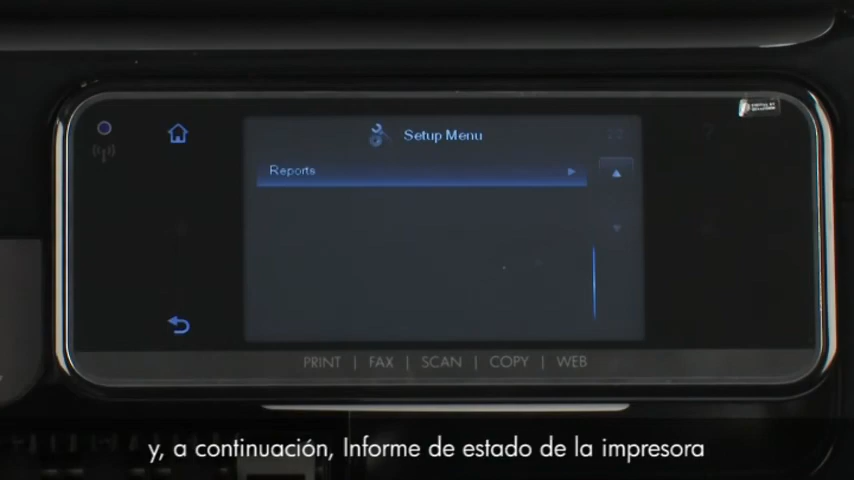 Setup Menu
Reports
PRINT | FAX | SCAN | COPY | WEB
y, a continuación, Informe de estado de la impresora